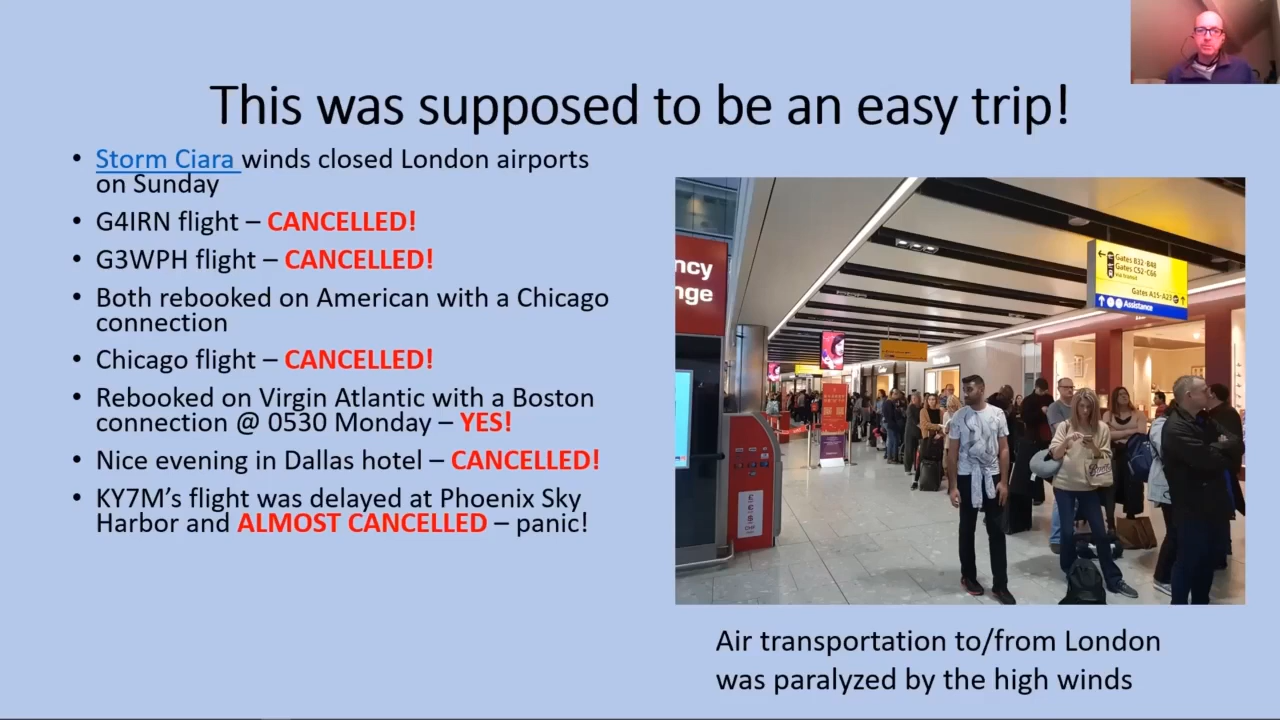 This was supposed to be an easy trip!
• Storm Ciara winds closed London airports
on Sunday
• G4IRN flight – CANCELLED!
• G3WPH flight – CANCELLED!
• Both rebooked on American with a Chicago
connection
• Chicago flight – CANCELLED!
• Rebooked on Virgin Atlantic with a Boston
connection @ 0530 Monday – YES!
• Nice evening in Dallas hotel – CANCELLED!
• KY7M’s flight was delayed at Phoenix Sky
Harbor and ALMOST CANCELLED – panic!
ncy
nge
Gates B32-B48
Gates C52-C66
via transit
Gates A15-A23
Assistance
Air transportation to/from London
was paralyzed by the high winds